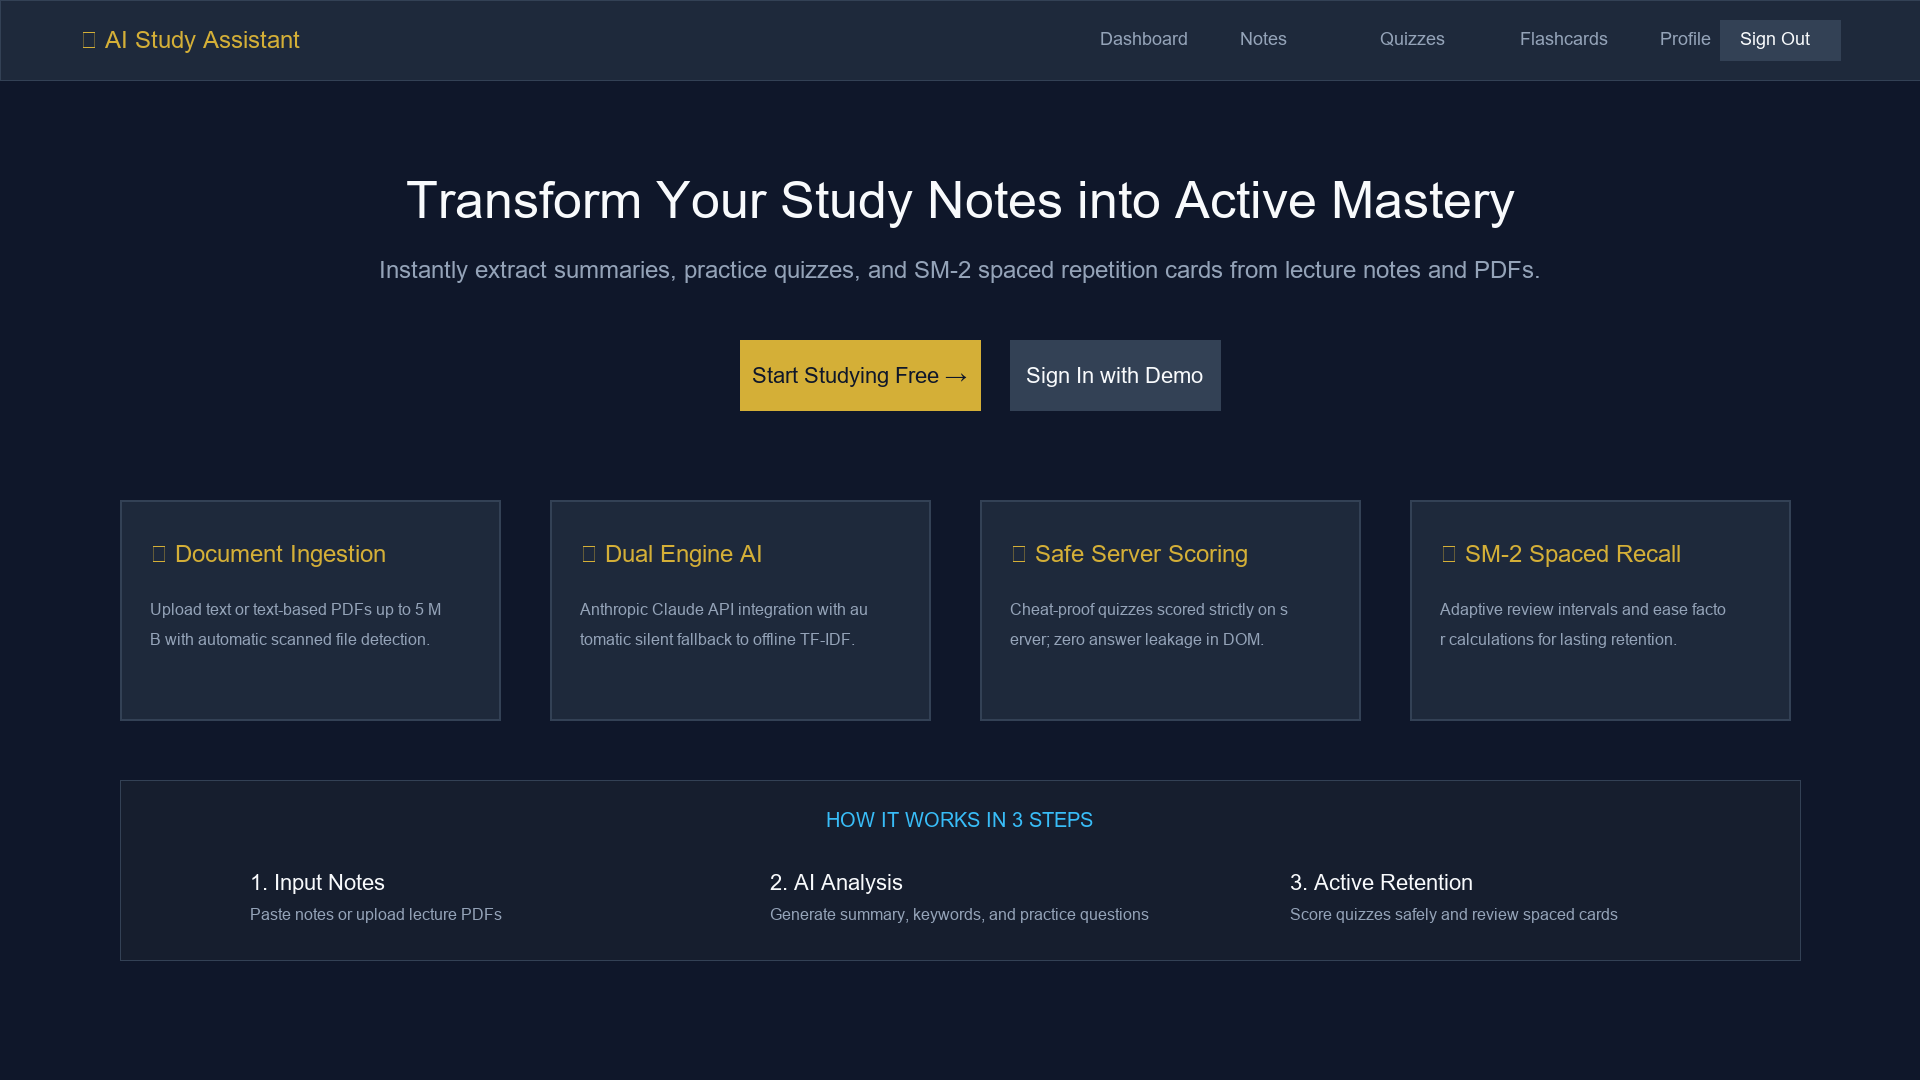 AI Study Assistant
Dashboard Notes Quizzes Flashcards Profile Sign Out
Transform Your Study Notes into Active Mastery
Instantly extract summaries, practice quizzes, and SM-2 spaced repetition cards from lecture notes and PDFs.
Start Studying Free →
Sign In with Demo
Document Ingestion
Upload text or text-based PDFs up to 5 M
B with automatic scanned file detection.
Dual Engine AI
Anthropic Claude API integration with au
tomatic silent fallback to offline TF-IDF.
Safe Server Scoring
Cheat-proof quizzes scored strictly on s
erver; zero answer leakage in DOM.
SM-2 Spaced Recall
Adaptive review intervals and ease facto
r calculations for lasting retention.
HOW IT WORKS IN 3 STEPS
1. Input Notes
Paste notes or upload lecture PDFs
2. AI Analysis
Generate summary, keywords, and practice questions
3. Active Retention
Score quizzes safely and review spaced cards